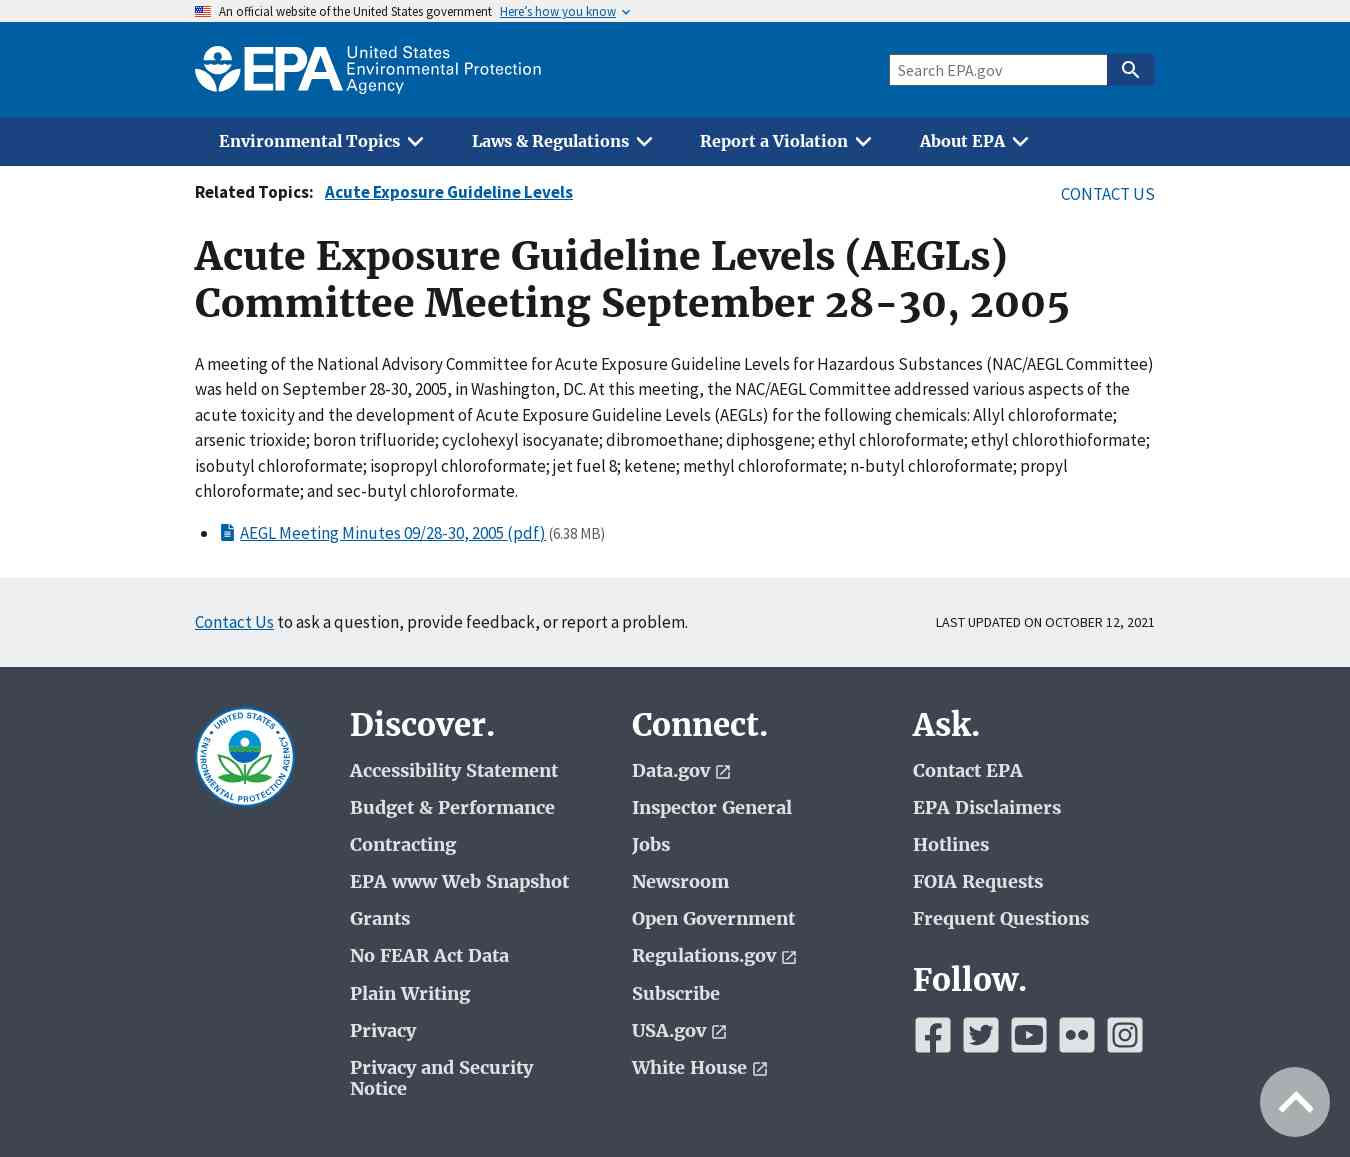 An official website of the United States government Here's how you know
EPA United States
Environmental Protection
Agency
Search EPA.gov
Environmental Topics Laws & Regulations Report a Violation About EPA
Related Topics: Acute Exposure Guideline Levels
CONTACT US
Acute Exposure Guideline Levels (AEGLs)
Committee Meeting September 28-30, 2005
A meeting of the National Advisory Committee for Acute Exposure Guideline Levels for Hazardous Substances (NAC/AEGL Committee)
was held on September 28-30, 2005, in Washington, DC. At this meeting, the NAC/AEGL Committee addressed various aspects of the
acute toxicity and the development of Acute Exposure Guideline Levels (AEGLs) for the following chemicals: Allyl chloroformate;
arsenic trioxide; boron trifluoride; cyclohexyl isocyanate; dibromoethane; diphosgene; ethyl chloroformate; ethyl chlorothioformate;
isobutyl chloroformate; isopropyl chloroformate; jet fuel 8; ketene; methyl chloroformate; n-butyl chloroformate; propyl
chloroformate; and sec-butyl chloroformate.
AEGL Meeting Minutes 09/28-30, 2005 (pdf) (6.38 MB)
Contact Us to ask a question, provide feedback, or report a problem.
LAST UPDATED ON OCTOBER 12, 2021
UNITED STATES
ENVIRONMENTAL PROTECTION AGENCY
Discover.
Accessibility Statement
Budget & Performance
Contracting
EPA www Web Snapshot
Grants
No FEAR Act Data
Plain Writing
Privacy
Privacy and Security
Notice
Connect.
Data.gov
Inspector General
Jobs
Newsroom
Open Government
Regulations.gov
Subscribe
USA.gov
White House
Ask.
Contact EPA
EPA Disclaimers
Hotlines
FOIA Requests
Frequent Questions
Follow.